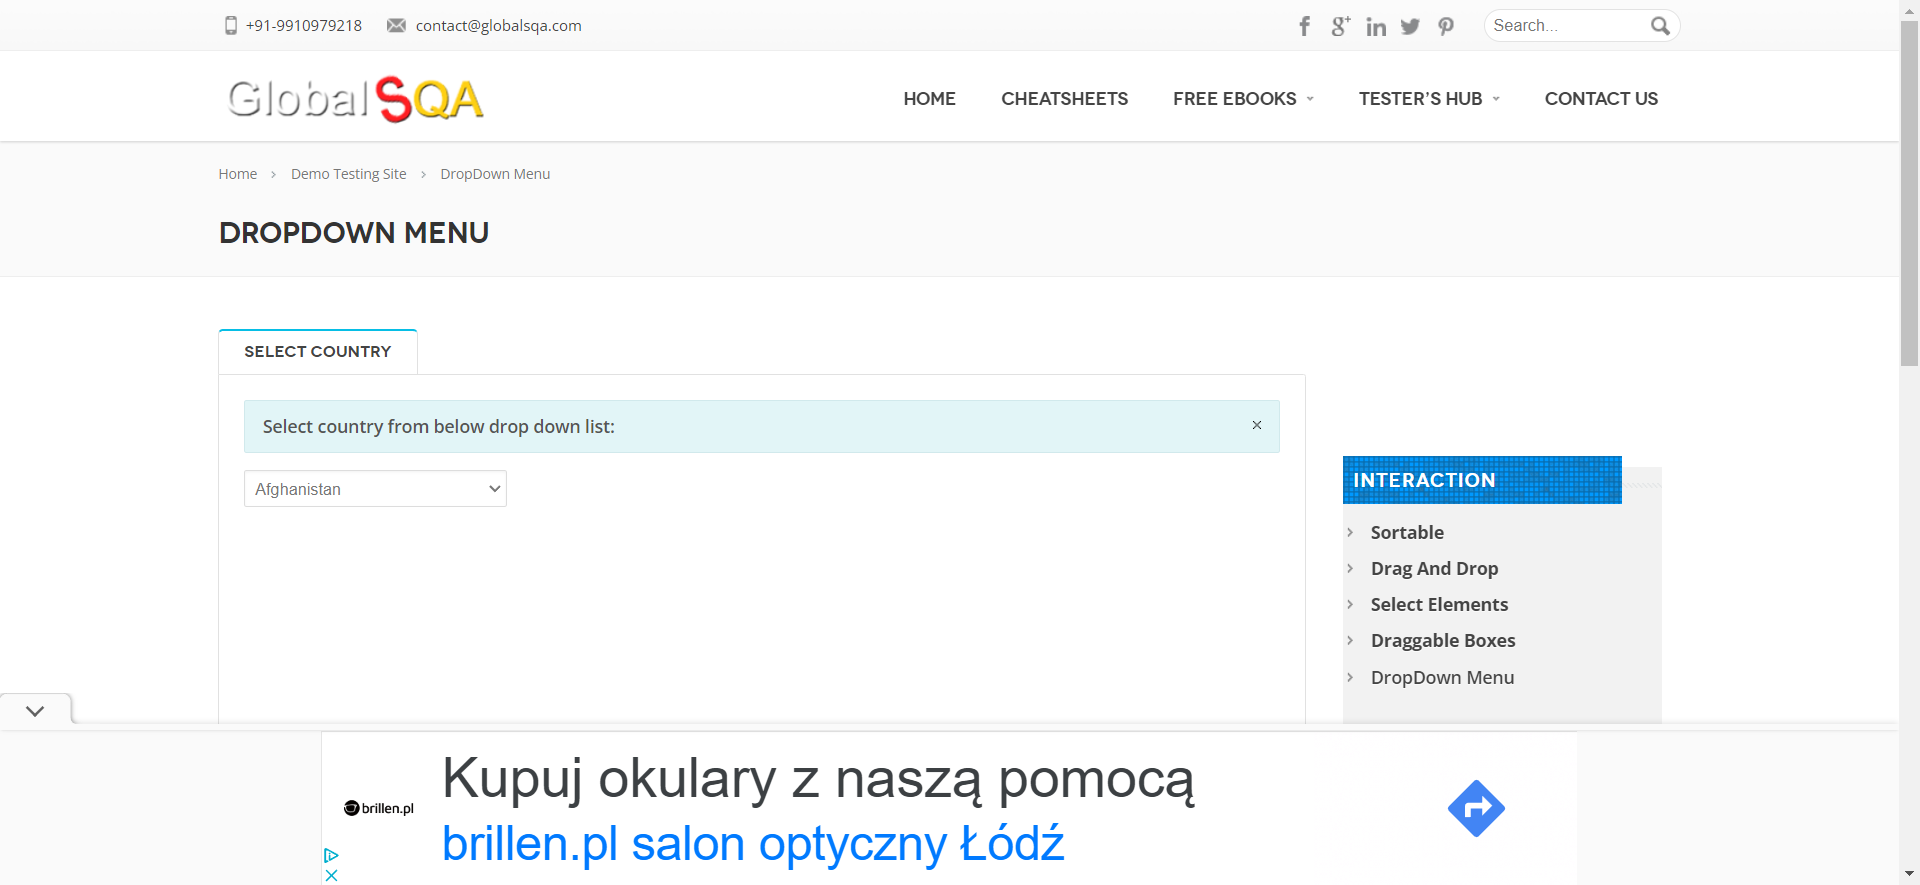 +91-9910979218 contact@globalsqa.com Search...
GlobalSQA HOME CHEATSHEETS FREE EBOOKS TESTER’S HUB CONTACT US
Home › Demo Testing Site › DropDown Menu
DROPDOWN MENU
SELECT COUNTRY
Select country from below drop down list:
Afghanistan
INTERACTION
Sortable
Drag And Drop
Select Elements
Draggable Boxes
DropDown Menu
Kupuj okulary z naszą pomocą
brillen.pl
brillen.pl salon optyczny Łódź